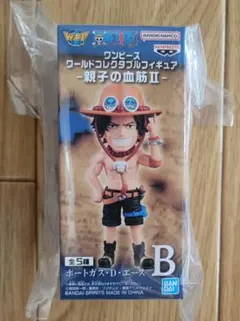 WCF
ONE PIECE
BANDAI NAMCO
ワンピース
BANPRESTO
ワールドコレクタブルフィギュア
-親子の血筋II-
全5種
ポートガス・D・エース
B
BANDAI SPIRITS MADE IN CHINA
BANDAI